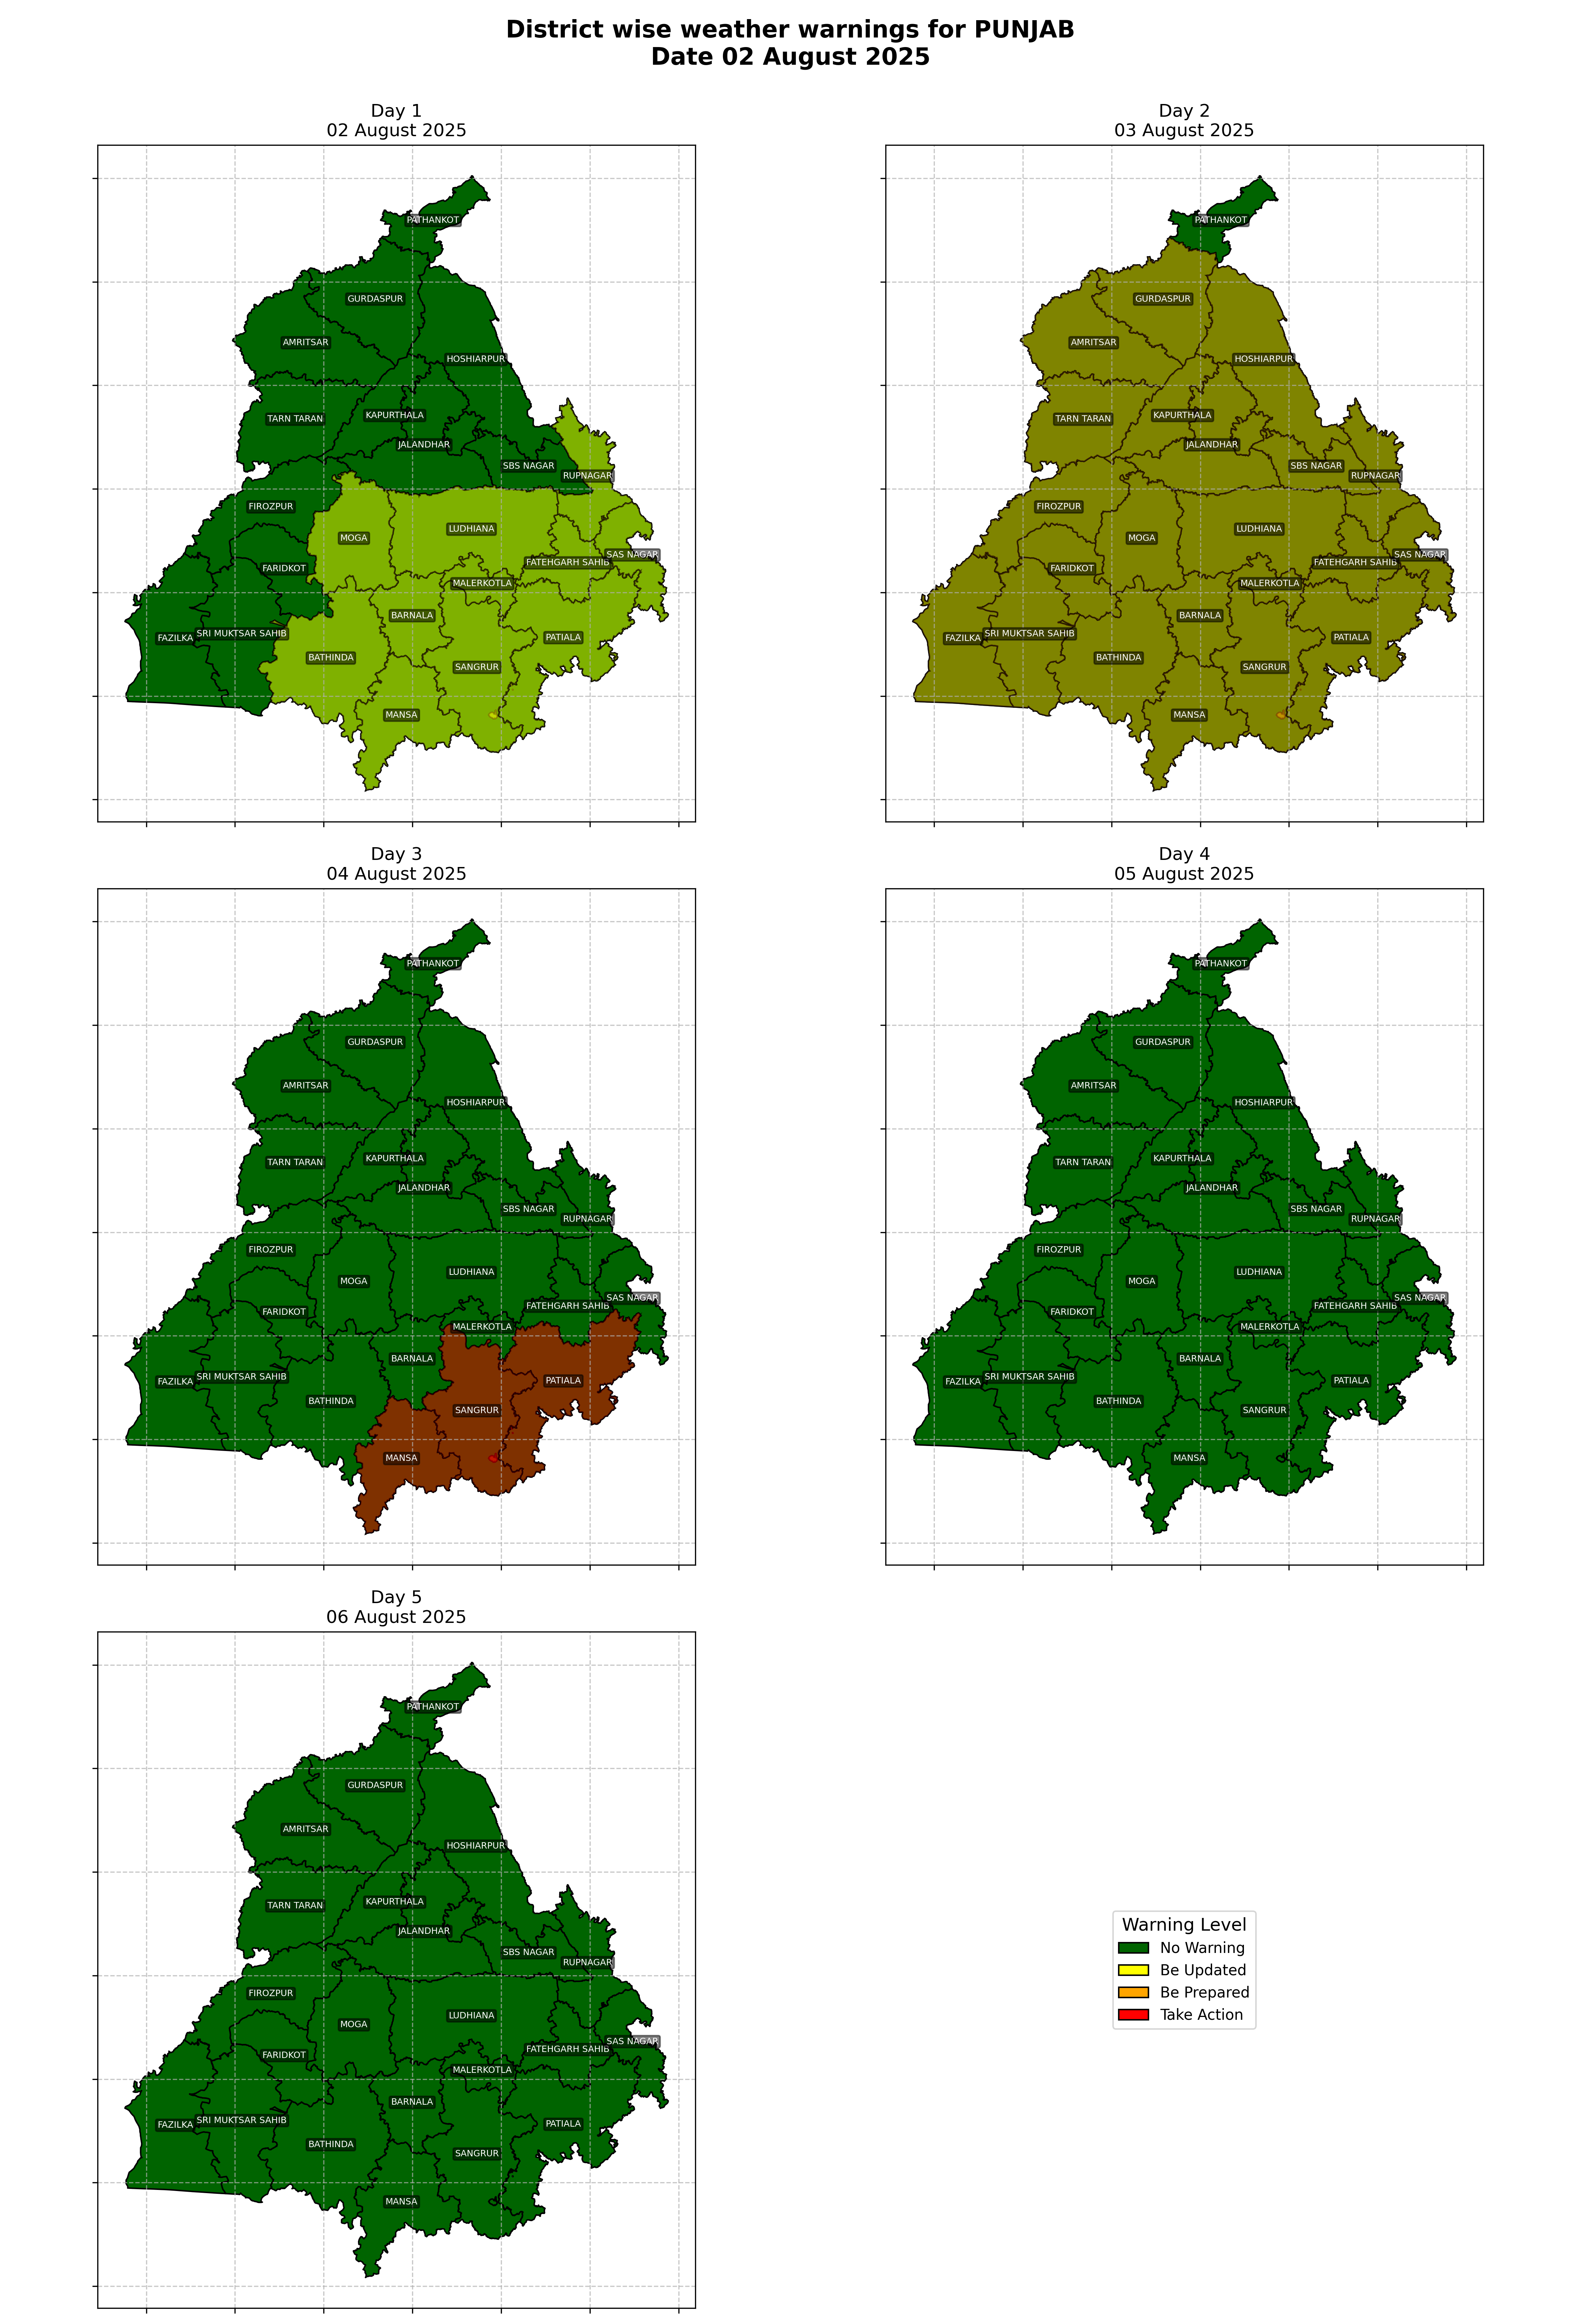 District wise weather warnings for PUNJAB
Date 02 August 2025
Day 1
02 August 2025
PATHANKOT
GURDASPUR
AMRITSAR
HOSHIARPUR
TARN TARAN
KAPURTHALA
JALANDHAR
SBS NAGAR
RUPNAGAR
FIROZPUR
LUDHIANA
MOGA
SAS NAGAR
FATEHGARH SAHIB
FARIDKOT
MALERKOTLA
BARNALA
SRI MUKTSAR SAHIB
FAZILKA
PATIALA
BATHINDA
SANGRUR
MANSA
Day 2
03 August 2025
PATHANKOT
GURDASPUR
AMRITSAR
HOSHIARPUR
TARN TARAN
KAPURTHALA
JALANDHAR
SBS NAGAR
RUPNAGAR
FIROZPUR
LUDHIANA
MOGA
SAS NAGAR
FATEHGARH SAHIB
FARIDKOT
MALERKOTLA
BARNALA
SRI MUKTSAR SAHIB
FAZILKA
PATIALA
BATHINDA
SANGRUR
MANSA
Day 3
04 August 2025
PATHANKOT
GURDASPUR
AMRITSAR
HOSHIARPUR
TARN TARAN
KAPURTHALA
JALANDHAR
SBS NAGAR
RUPNAGAR
FIROZPUR
LUDHIANA
MOGA
SAS NAGAR
FATEHGARH SAHIB
FARIDKOT
MALERKOTLA
BARNALA
SRI MUKTSAR SAHIB
FAZILKA
PATIALA
BATHINDA
SANGRUR
MANSA
Day 4
05 August 2025
PATHANKOT
GURDASPUR
AMRITSAR
HOSHIARPUR
TARN TARAN
KAPURTHALA
JALANDHAR
SBS NAGAR
RUPNAGAR
FIROZPUR
LUDHIANA
MOGA
SAS NAGAR
FATEHGARH SAHIB
FARIDKOT
MALERKOTLA
BARNALA
SRI MUKTSAR SAHIB
FAZILKA
PATIALA
BATHINDA
SANGRUR
MANSA
Day 5
06 August 2025
PATHANKOT
GURDASPUR
AMRITSAR
HOSHIARPUR
TARN TARAN
KAPURTHALA
JALANDHAR
SBS NAGAR
RUPNAGAR
FIROZPUR
LUDHIANA
MOGA
SAS NAGAR
FATEHGARH SAHIB
FARIDKOT
MALERKOTLA
BARNALA
SRI MUKTSAR SAHIB
FAZILKA
PATIALA
BATHINDA
SANGRUR
MANSA
Warning Level
No Warning
Be Updated
Be Prepared
Take Action